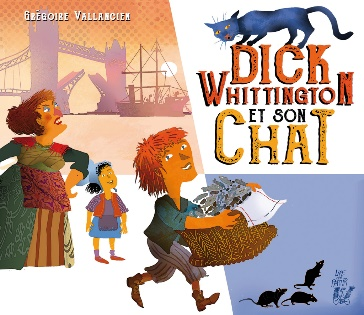 GRÉGOIRE VALLANCIEN
DICK
WHITTINGTON
ET SON
CHAT